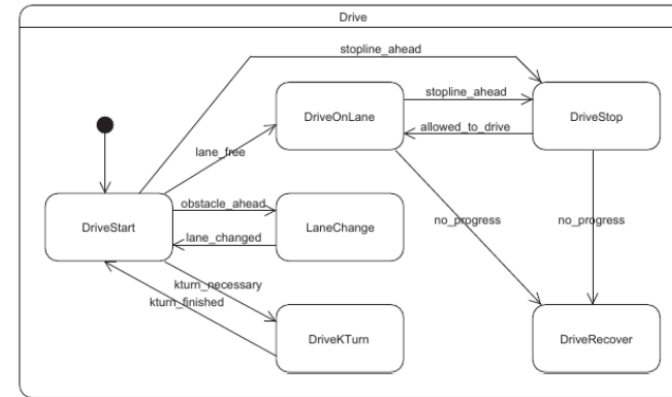 Drive
stopline_ahead
DriveOnLane
stopline_ahead
DriveStop
allowed_to_drive
lane_free
DriveStart
obstacle_ahead
LaneChange
lane_changed
no_progress
no_progress
kturn_necessary
kturn_finished
DriveKTurn
DriveRecover